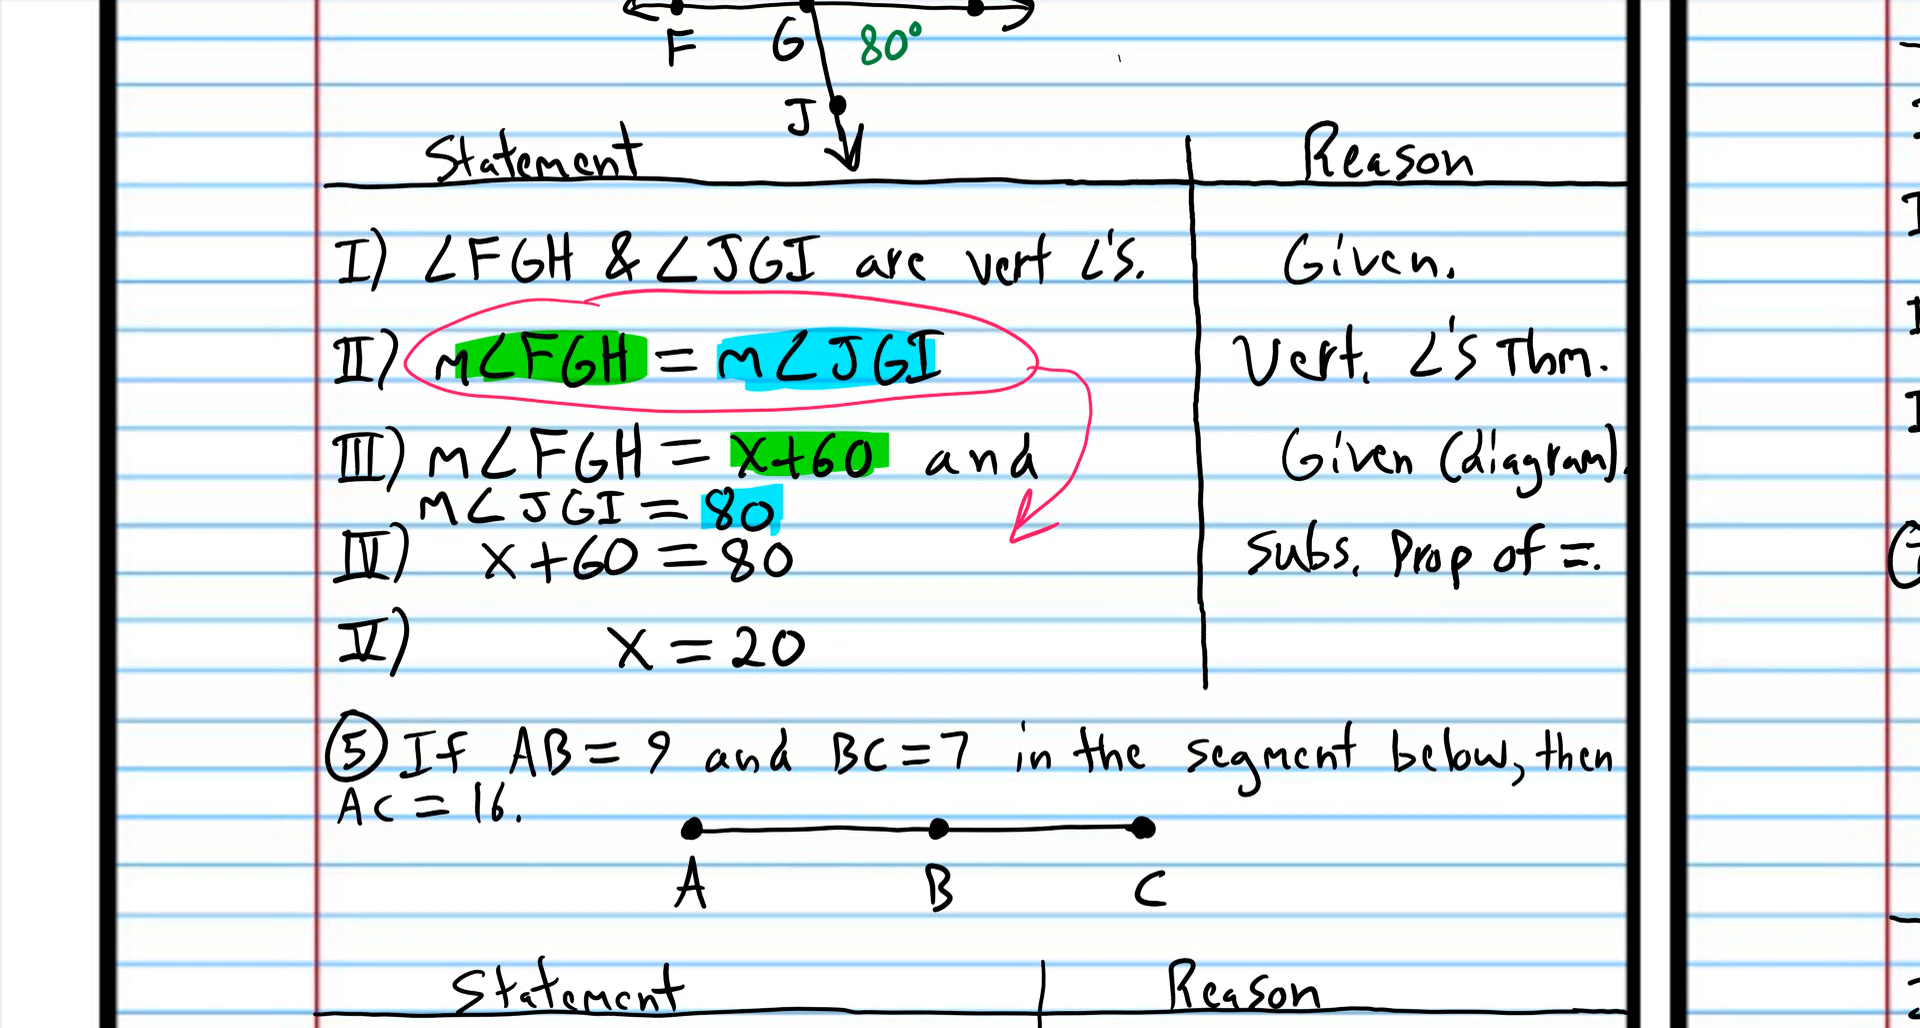 F G 80°
J
Statement Reason
I) ∠FGH & ∠JGI are vert ∠'s. Given.
II) m∠FGH = m∠JGI Vert. ∠'s Thm.
III) m∠FGH = x+60 and Given (diagram).
m∠JGI = 80
IV) x+60 = 80 Subs. Prop of =.
V) x = 20
5 If AB = 9 and BC = 7 in the segment below, then
AC = 16.
A B C
Statement Reason